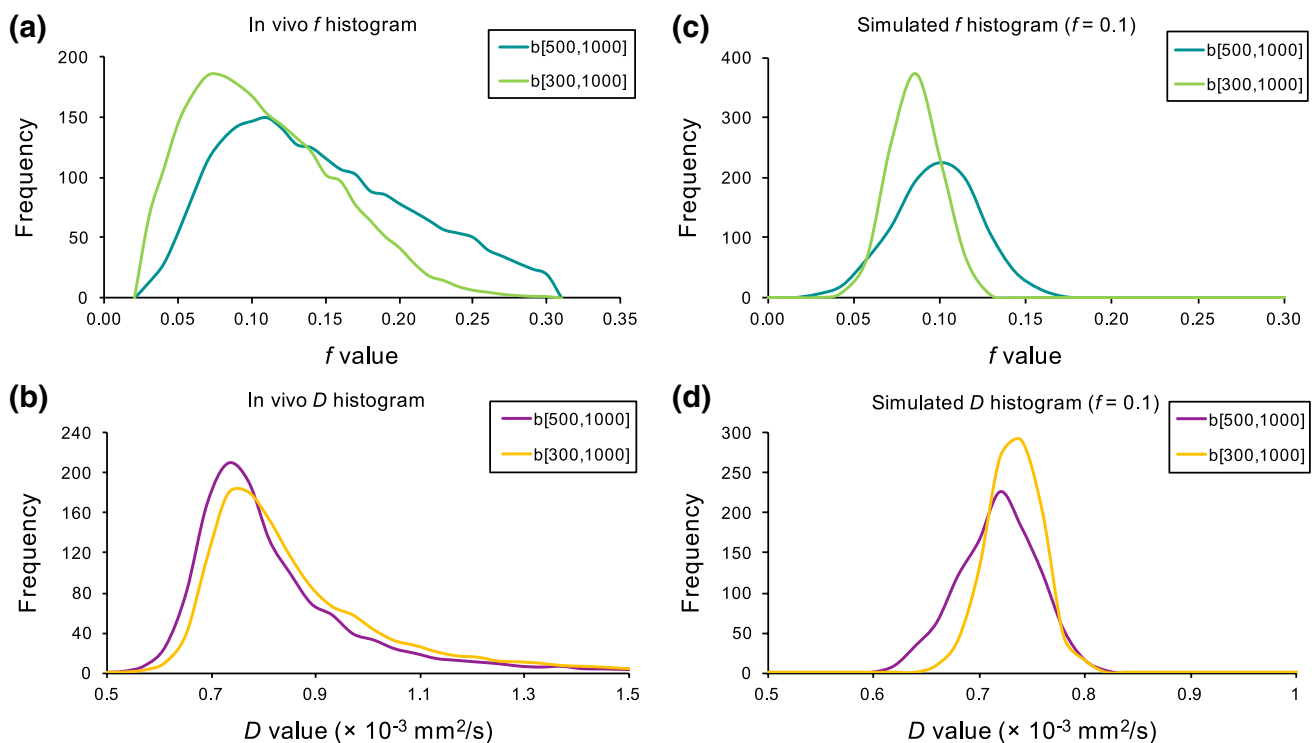 (a)
In vivo f histogram
b[500,1000]
b[300,1000]
Frequency
200
150
100
50
0
0.00 0.05 0.10 0.15 0.20 0.25 0.30 0.35
f value
(c)
Simulated f histogram (f = 0.1)
b[500,1000]
b[300,1000]
Frequency
400
300
200
100
0
0.00 0.05 0.10 0.15 0.20 0.25 0.30
f value
(b)
In vivo D histogram
b[500,1000]
b[300,1000]
Frequency
240
200
160
120
80
40
0
0.5 0.7 0.9 1.1 1.3 1.5
D value (× 10⁻³ mm²/s)
(d)
Simulated D histogram (f = 0.1)
b[500,1000]
b[300,1000]
Frequency
300
250
200
150
100
50
0
0.5 0.6 0.7 0.8 0.9 1
D value (× 10⁻³ mm²/s)